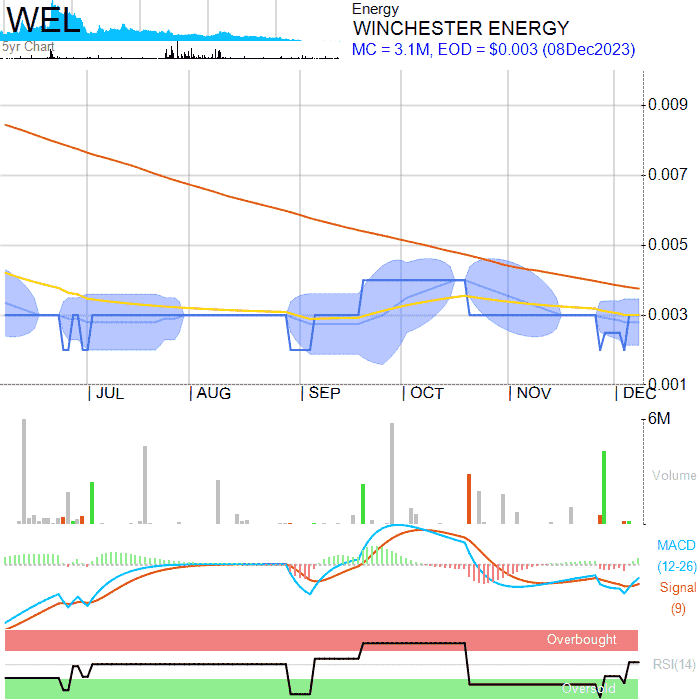 WEL
5yr Chart
Energy
WINCHESTER ENERGY
MC = 3.1M, EOD = $0.003 (08Dec2023)
0.009
0.007
0.005
0.003
0.001
JUL
AUG
SEP
OCT
NOV
DEC
6M
Volume
MACD
(12-26)
Signal
(9)
Overbought
RSI(14)
Oversold